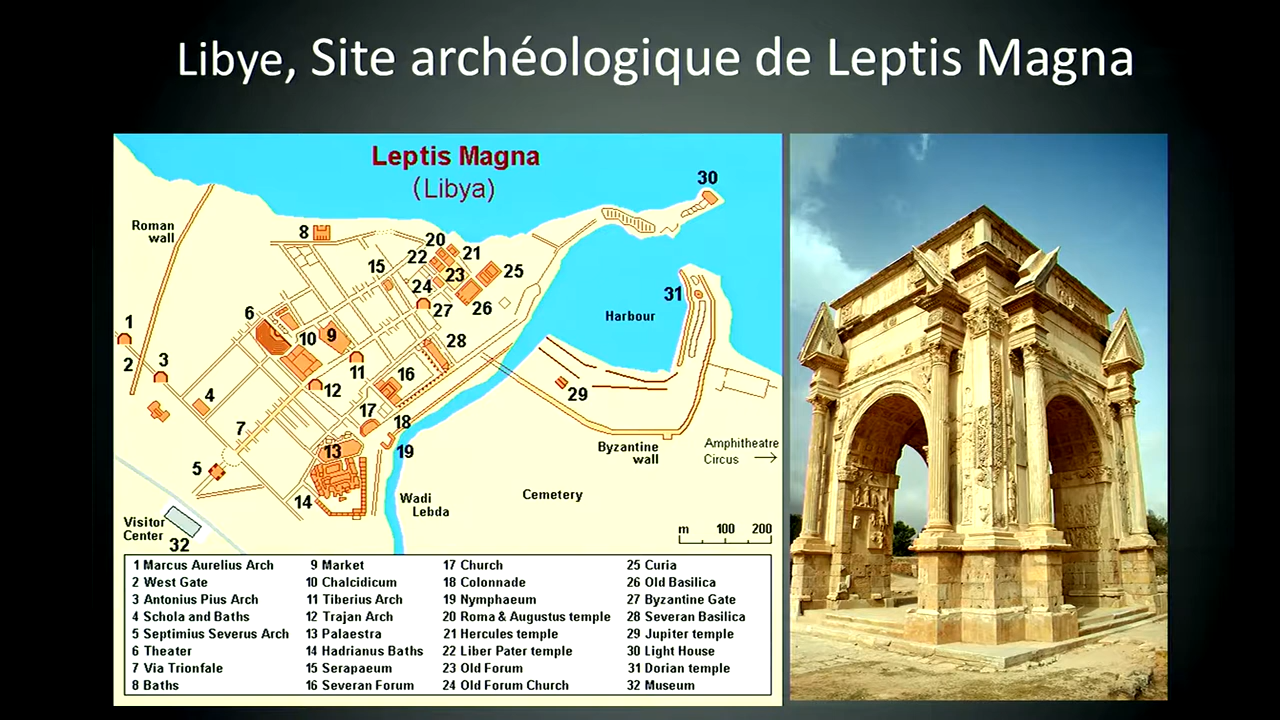 Libye, Site archéologique de Leptis Magna
Leptis Magna
(Libya)
30
Roman
wall
8
20
21
22
15
23
25
24
31
26
27
6
Harbour
1
10
9
28
2
3
11
16
12
29
4
17
18
7
Byzantine
wall
Amphitheatre
Circus
13
19
5
14
Wadi
Lebda
Cemetery
Visitor
Center
32
m 100 200
1 Marcus Aurelius Arch
2 West Gate
3 Antonius Pius Arch
4 Schola and Baths
5 Septimius Severus Arch
6 Theater
7 Via Trionfale
8 Baths
9 Market
10 Chalcidicum
11 Tiberius Arch
12 Trajan Arch
13 Palaestra
14 Hadrianus Baths
15 Serapaeum
16 Severan Forum
17 Church
18 Colonnade
19 Nymphaeum
20 Roma & Augustus temple
21 Hercules temple
22 Liber Pater temple
23 Old Forum
24 Old Forum Church
25 Curia
26 Old Basilica
27 Byzantine Gate
28 Severan Basilica
29 Jupiter temple
30 Light House
31 Dorian temple
32 Museum